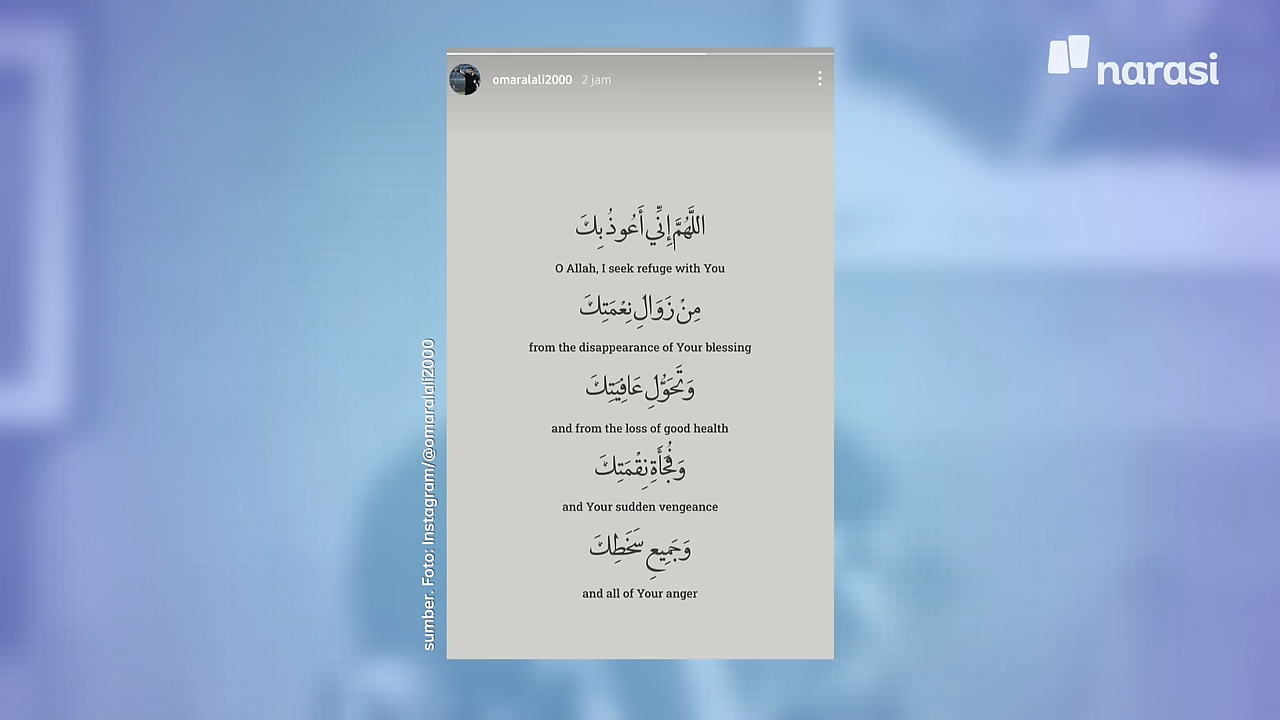 narasi
omaralali2000 2 jam
اللَّهُمَّ إِنِّي أَعُوذُ بِكَ
O Allah, I seek refuge with You
مِنْ زَوَالِ نِعْمَتِكَ
from the disappearance of Your blessing
وَتَحَوُّلِ عَافِيَتِكَ
and from the loss of good health
وَفُجَأَةِ نِقْمَتِكَ
and Your sudden vengeance
وَجَمِيعِ سَخَطِكَ
and all of Your anger
sumber. Foto: Instagram/@omaralali2000